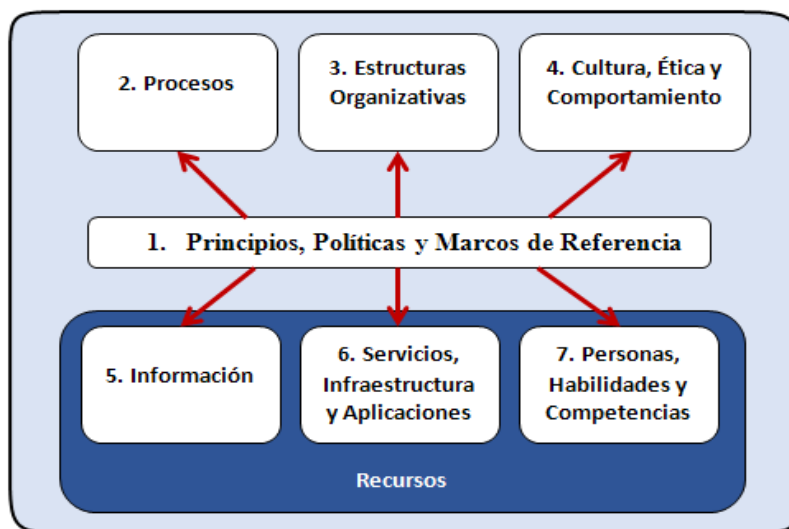 2. Procesos
3. Estructuras
Organizativas
4. Cultura, Ética y
Comportamiento
1. Principios, Políticas y Marcos de Referencia
5. Información
6. Servicios,
Infraestructura
y Aplicaciones
7. Personas,
Habilidades y
Competencias
Recursos